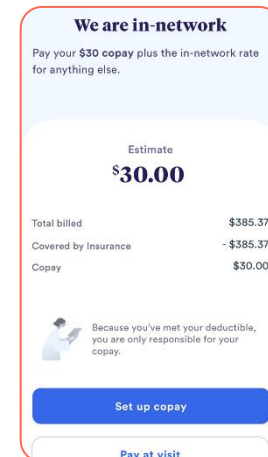 We are in-network
Pay your $30 copay plus the in-network rate
for anything else.
Estimate
$30.00
Total billed $385.37
Covered by Insurance - $385.37
Copay $30.00
Because you've met your deductible,
you are only responsible for your
copay.
Set up copay
Pay at visit